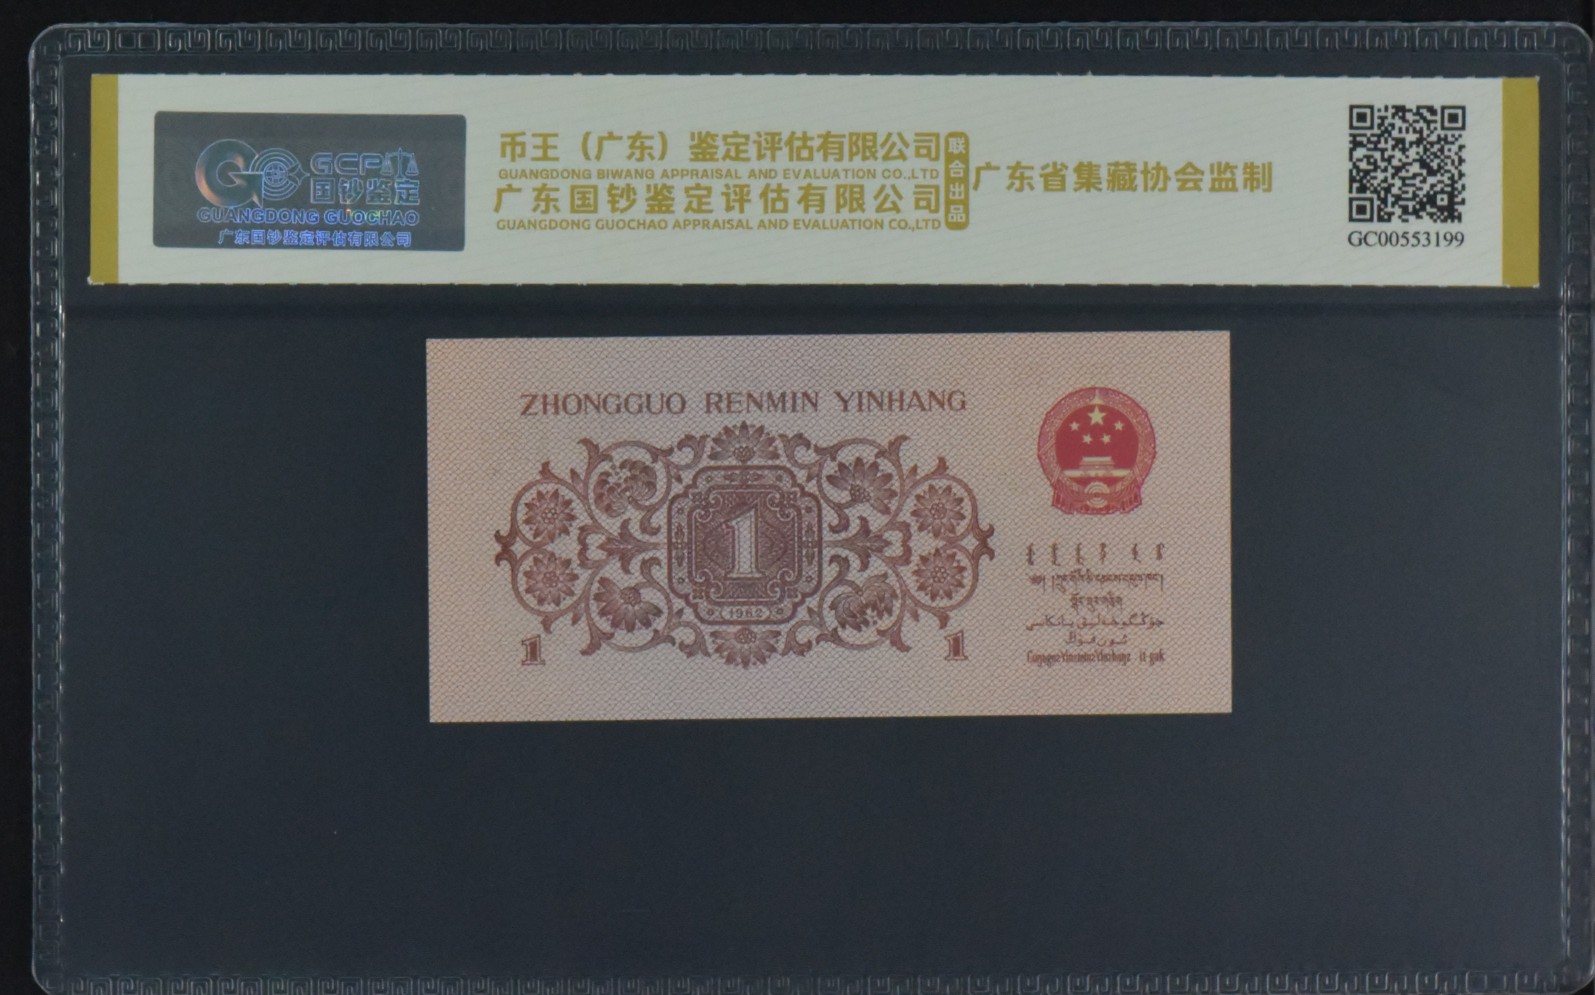 GCP
国钞鉴定
GUANGDONG GUOCHAO
广东国钞鉴定评估有限公司
币王（广东）鉴定评估有限公司
GUANGDONG BIWANG APPRAISAL AND EVALUATION CO.,LTD
广东国钞鉴定评估有限公司
GUANGDONG GUOCHAO APPRAISAL AND EVALUATION CO.,LTD
联合出品
广东省集藏协会监制
GC00553199
ZHONGGUO RENMIN YINHANG
1
(1962)
1
1